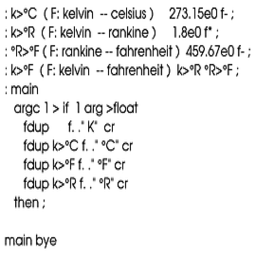 : k>°C ( F: kelvin -- celsius ) 273.15e0 f- ;
: k>°R ( F: kelvin -- rankine ) 1.8e0 f* ;
: °R>°F ( F: rankine -- fahrenheit ) 459.67e0 f- ;
: k>°F ( F: kelvin -- fahrenheit ) k>°R °R>°F ;
: main
argc 1 > if 1 arg >float
fdup f. ." K" cr
fdup k>°C f. ." °C" cr
fdup k>°F f. ." °F" cr
fdup k>°R f. ." °R" cr
then ;
main bye